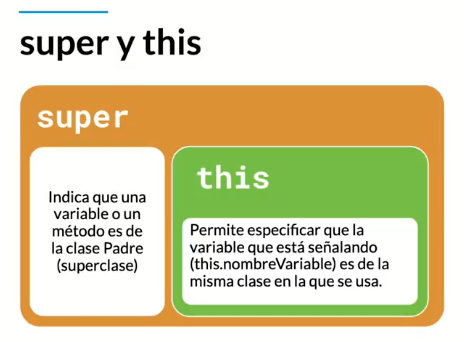 super y this
super
Indica que una
variable o un
método es de
la clase Padre
(superclase)
this
Permite especificar que la
variable que está señalando
(this.nombreVariable) es de la
misma clase en la que se usa.